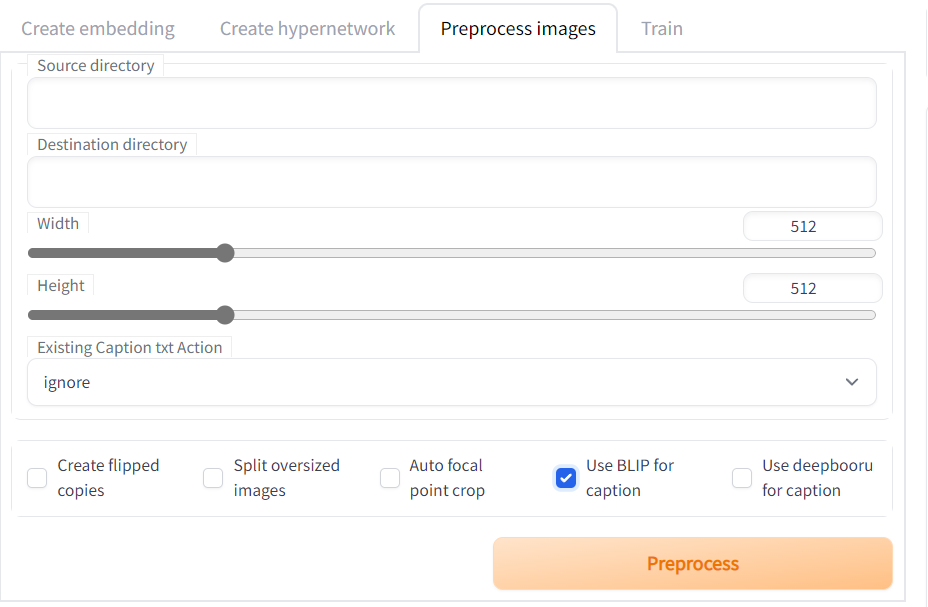 Create embedding Create hypernetwork Preprocess images Train
Source directory
Destination directory
Width
512
Height
512
Existing Caption txt Action
ignore
Create flipped copies
Split oversized images
Auto focal point crop
Use BLIP for caption
Use deepbooru for caption
Preprocess